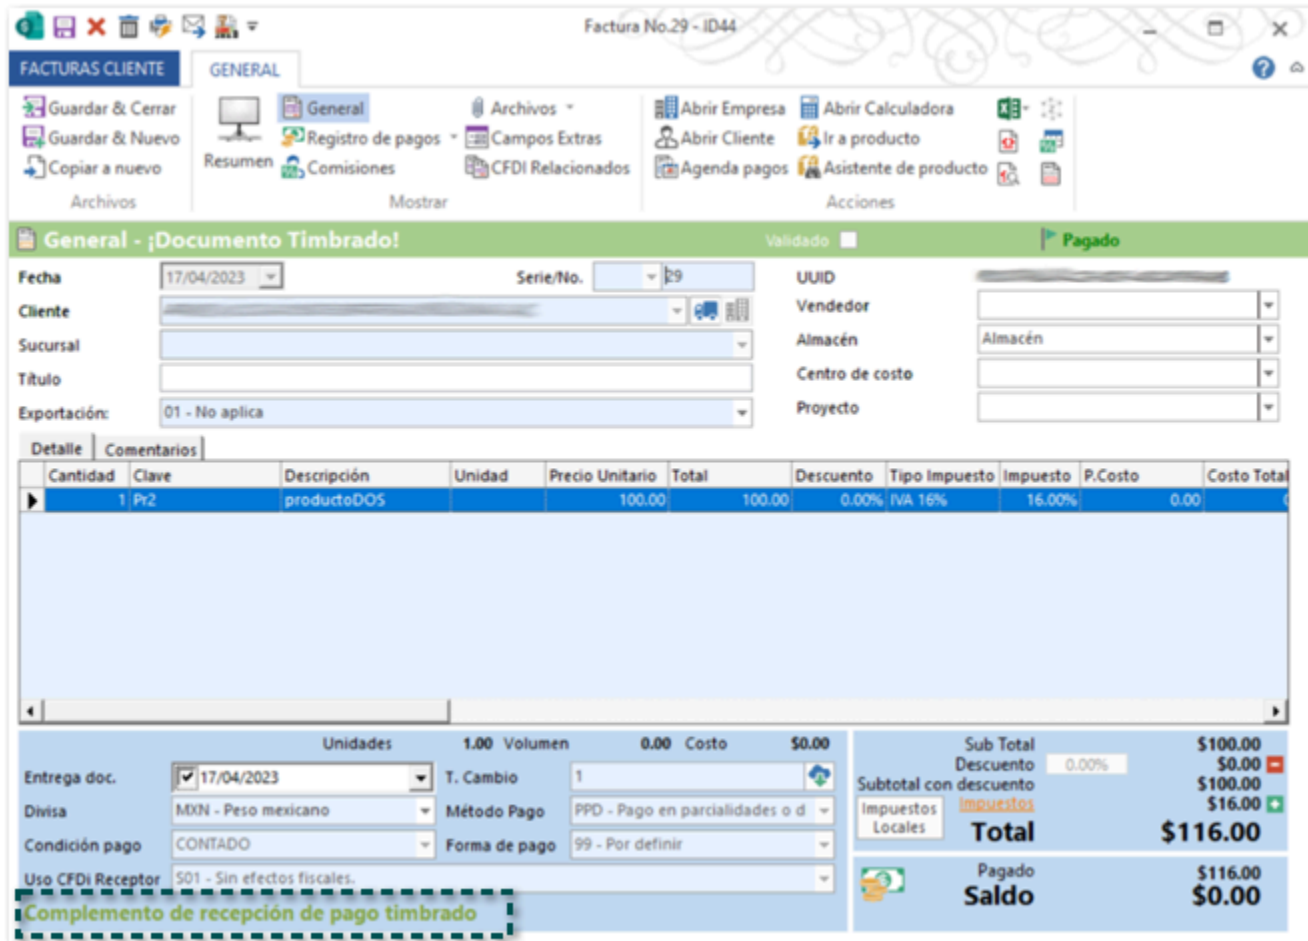 Factura No.29 - ID44
FACTURAS CLIENTE GENERAL
Guardar & Cerrar General Archivos Abrir Empresa Abrir Calculadora
Guardar & Nuevo Registro de pagos Campos Extras Abrir Cliente Ir a producto
Copiar a nuevo Resumen Comisiones CFDI Relacionados Agenda pagos Asistente de producto
Archivos Mostrar Acciones
General - ¡Documento Timbrado! Validado Pagado
Fecha 17/04/2023 Serie/No. 29 UUID
Cliente Vendedor
Sucursal Almacén Almacén
Título Centro de costo
Exportación: 01 - No aplica Proyecto
Detalle Comentarios
Cantidad Clave Descripción Unidad Precio Unitario Total Descuento Tipo Impuesto Impuesto P.Costo Costo Total
1 Pr2 productoDOS 100.00 100.00 0.00% IVA 16% 16.00% 0.00
Unidades 1.00 Volumen 0.00 Costo $0.00
Entrega doc. 17/04/2023 T. Cambio 1
Divisa MXN - Peso mexicano Método Pago PPD - Pago en parcialidades o d
Condición pago CONTADO Forma de pago 99 - Por definir
Uso CFDi Receptor S01 - Sin efectos fiscales.
Complemento de recepción de pago timbrado
Sub Total $100.00
Descuento 0.00% $0.00
Subtotal con descuento $100.00
Impuestos Locales Impuestos $16.00
Total $116.00
Pagado $116.00
Saldo $0.00